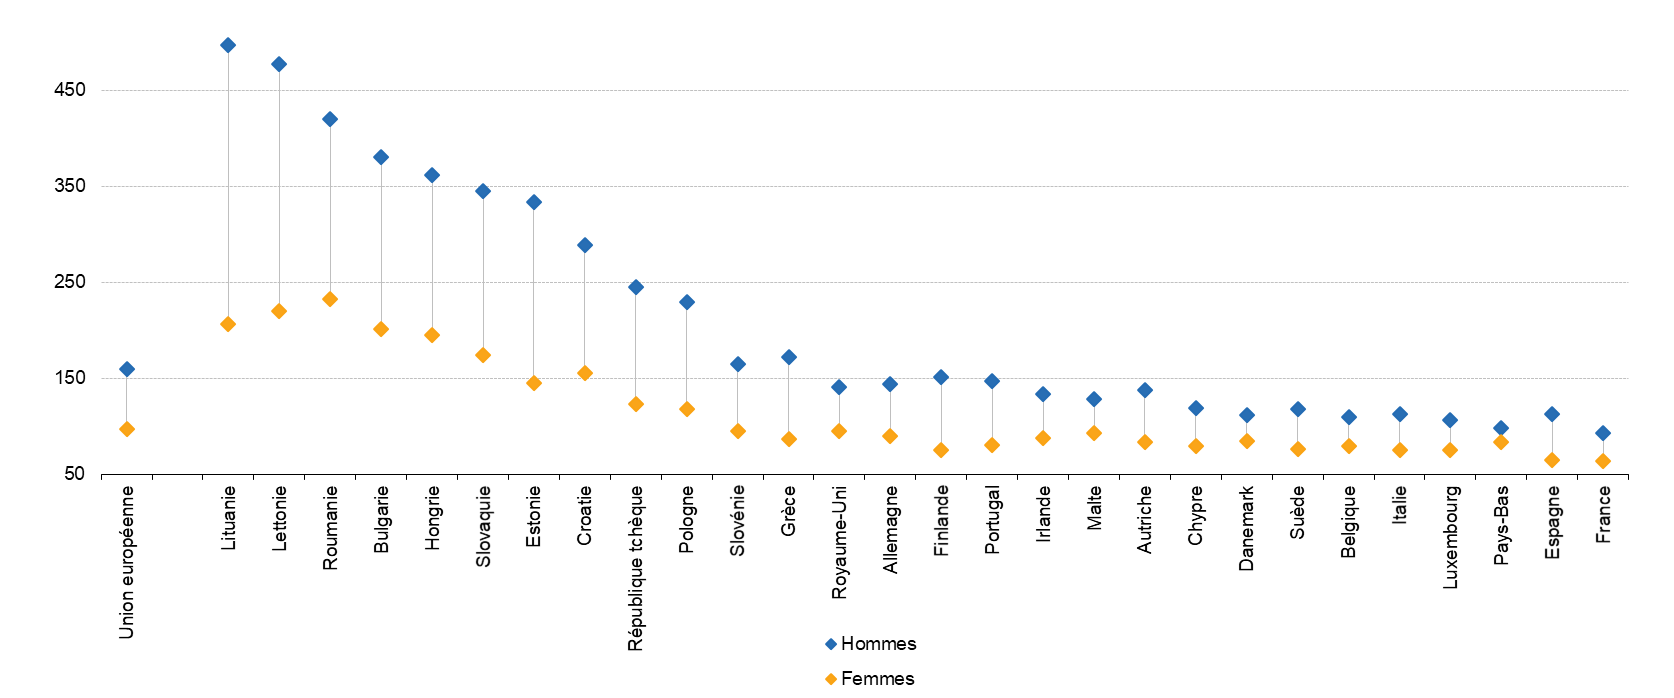 450
350
250
150
50
Union européenne
Lituanie
Lettonie
Roumanie
Bulgarie
Hongrie
Slovaquie
Estonie
Croatie
République tchèque
Pologne
Slovénie
Grèce
Royaume-Uni
Allemagne
Finlande
Portugal
Irlande
Malte
Autriche
Chypre
Danemark
Suède
Belgique
Italie
Luxembourg
Pays-Bas
Espagne
France
Hommes
Femmes